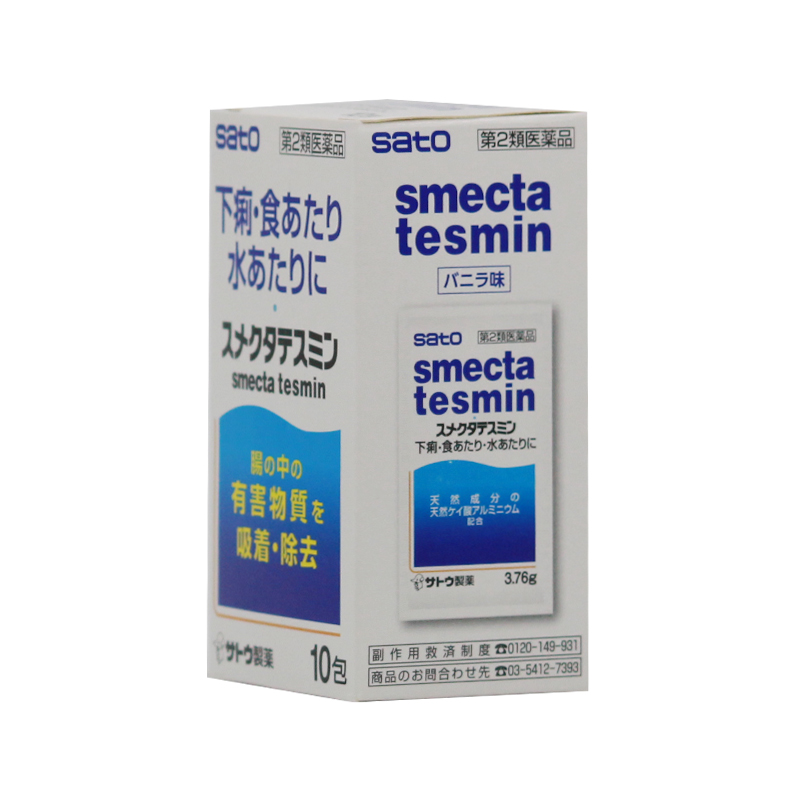 sato 第2類医薬品
下痢・食あたり
水あたりに
スメクタテスミン
smecta tesmin
腸の中の
有害物質を
吸着・除去
サトウ製薬 10包
sato 第2類医薬品
smecta
tesmin
バニラ味
sato 第2類医薬品
smecta
tesmin
スメクタテスミン
下痢・食あたり・水あたりに
天然成分の
天然ケイ酸アルミニウム
配合
サトウ製薬 3.76g
副作用救済制度 ☎0120-149-931
商品のお問合わせ先 ☎03-5412-7393